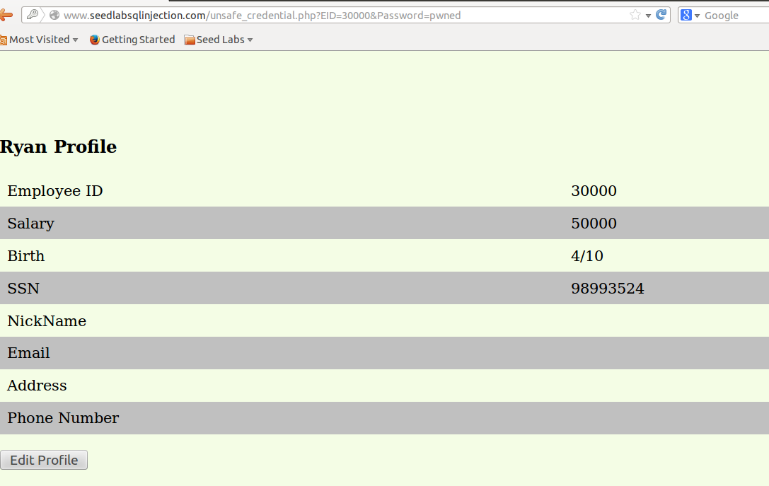 www.seedlabsqlinjection.com/unsafe_credential.php?EID=30000&Password=pwned Google
Most Visited Getting Started Seed Labs
Ryan Profile
Employee ID 30000
Salary 50000
Birth 4/10
SSN 98993524
NickName
Email
Address
Phone Number
Edit Profile